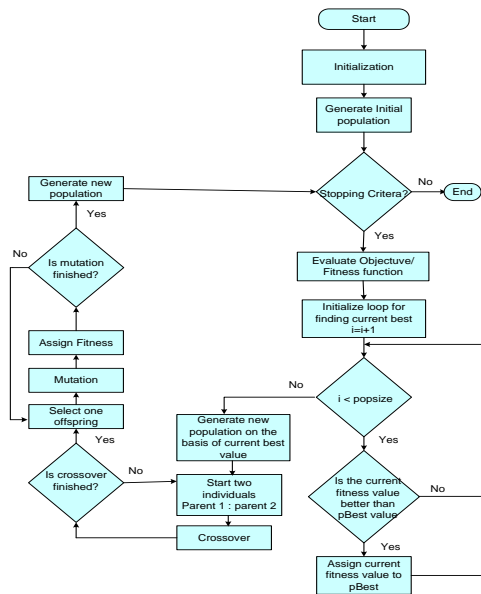 Start
Initialization
Generate Initial
population
Stopping Critera?
No
End
Yes
Evaluate Objectuve/
Fitness function
Initialize loop for
finding current best
i=i+1
i < popsize
No
Yes
Is the current
fitness value
better than
pBest value
No
Yes
Assign current
fitness value to
pBest
Generate new
population on the
basis of current best
value
Start two
individuals
Parent 1 : parent 2
Crossover
Is crossover
finished?
No
Yes
Select one
offspring
Mutation
Assign Fitness
Is mutation
finished?
No
Yes
Generate new
population